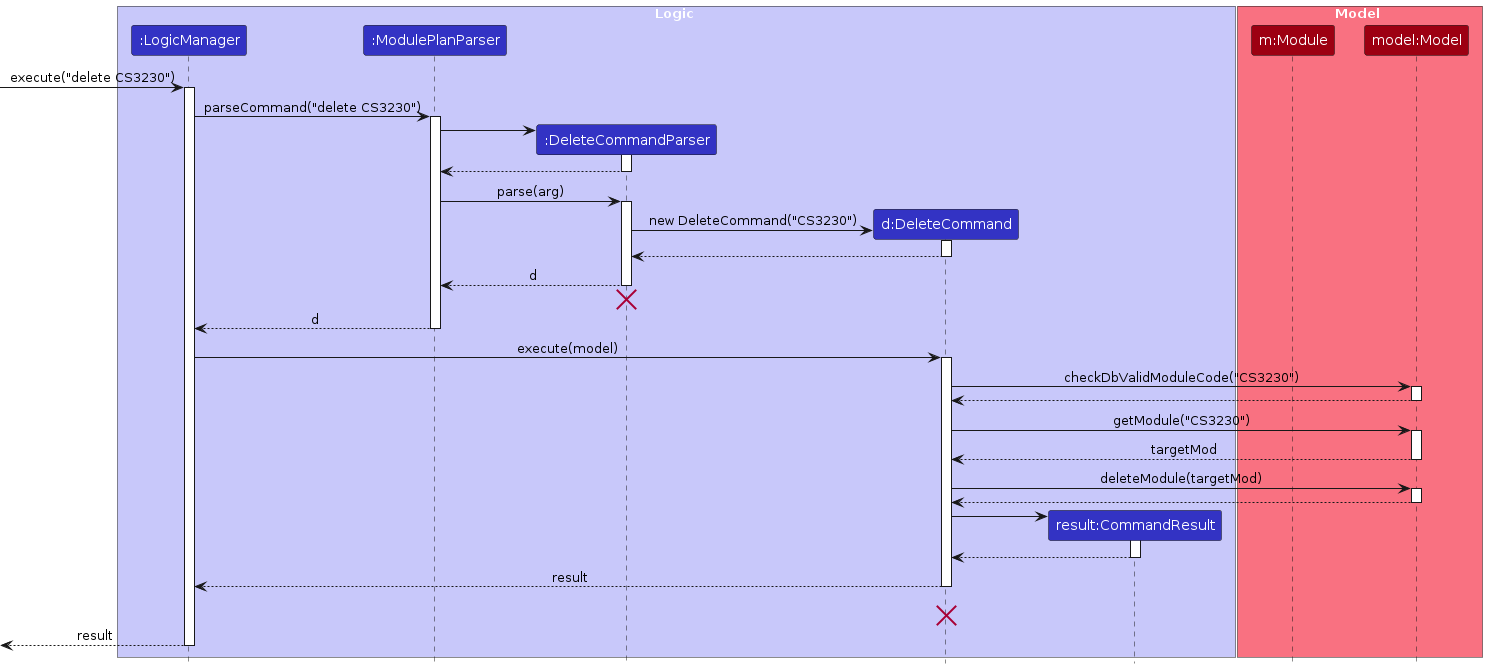 Logic
Model
:LogicManager
:ModulePlanParser
m:Module
model:Model
execute("delete CS3230")
parseCommand("delete CS3230")
:DeleteCommandParser
parse(arg)
new DeleteCommand("CS3230")
d:DeleteCommand
d
d
execute(model)
checkDbValidModuleCode("CS3230")
getModule("CS3230")
targetMod
deleteModule(targetMod)
result:CommandResult
result
result